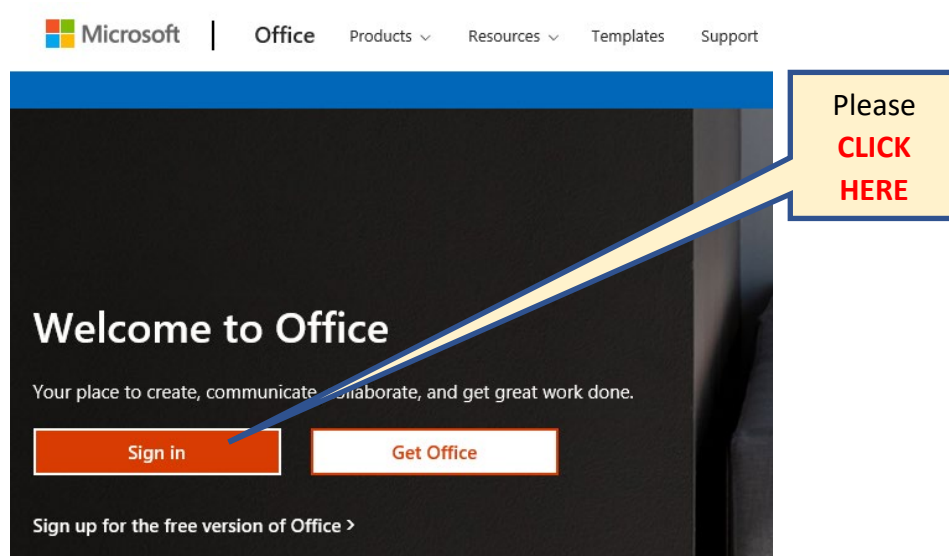 Microsoft | Office Products Resources Templates Support
Please
CLICK
HERE
Welcome to Office
Your place to create, communicate, collaborate, and get great work done.
Sign in Get Office
Sign up for the free version of Office >